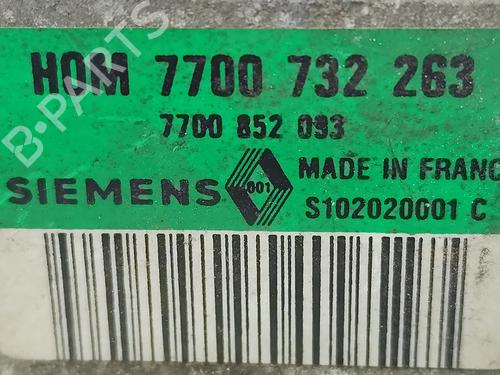 HOM 7700 732 263
7700 852 093
SIEMENS 001 MADE IN FRANC
S102020001 C
B-PARTS